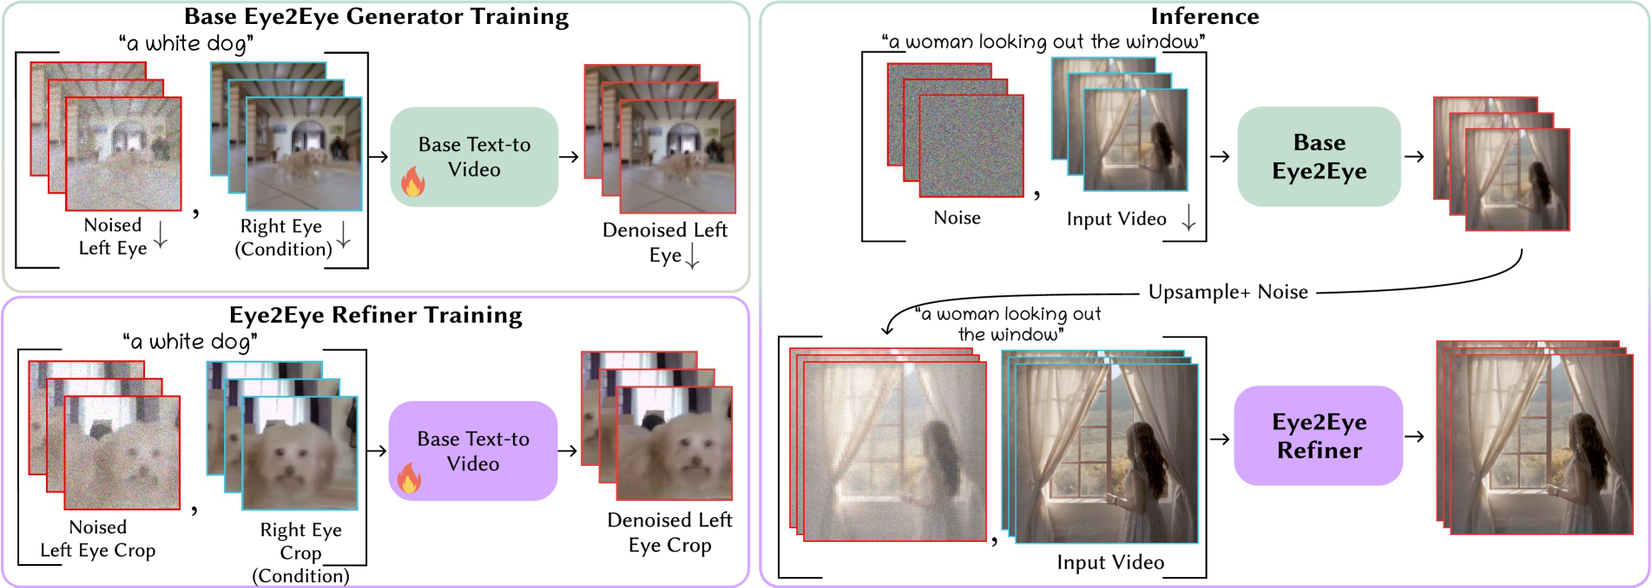 Base Eye2Eye Generator Training
“a white dog”
Noised
Left Eye ↓
,
Right Eye
(Condition) ↓
Base Text-to
Video
Denoised Left
Eye ↓
Eye2Eye Refiner Training
“a white dog”
Noised
Left Eye Crop
,
Right Eye
Crop
(Condition)
Base Text-to
Video
Denoised Left
Eye Crop
Inference
“a woman looking out the window”
Noise
,
Input Video ↓
Base
Eye2Eye
Upsample+ Noise
“a woman looking out
the window”
,
Input Video
Eye2Eye
Refiner